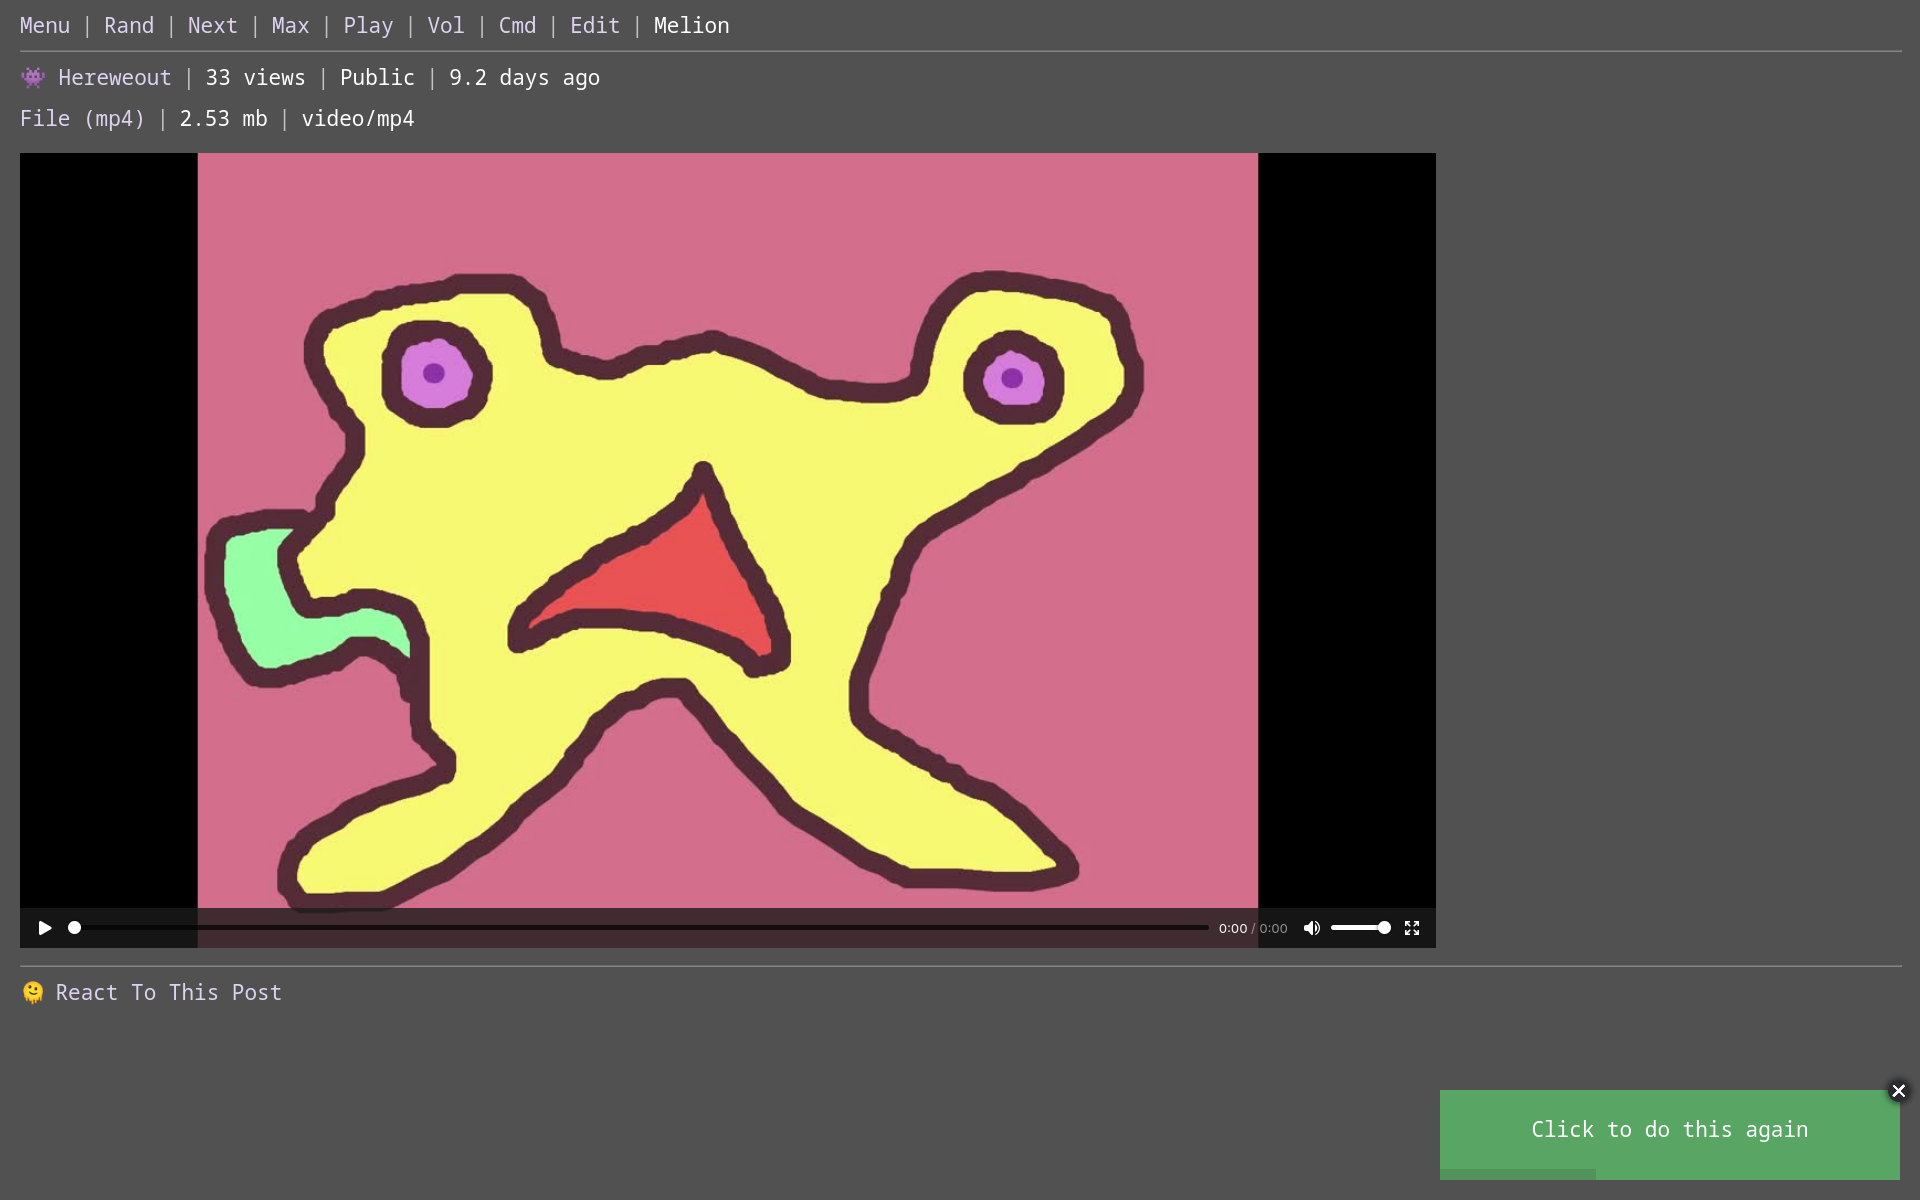 Menu | Rand | Next | Max | Play | Vol | Cmd | Edit | Melion
👾 Hereweout | 33 views | Public | 9.2 days ago
File (mp4) | 2.53 mb | video/mp4
0:00 / 0:00
🫠 React To This Post
Click to do this again